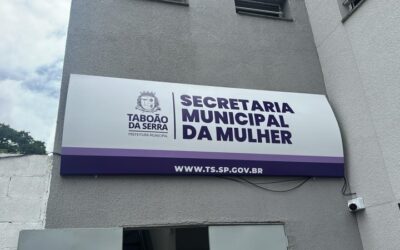 TABOÃO
DA SERRA
PREFEITURA MUNICIPAL
SECRETARIA
MUNICIPAL
DA MULHER
WWW.TS.SP.GOV.BR